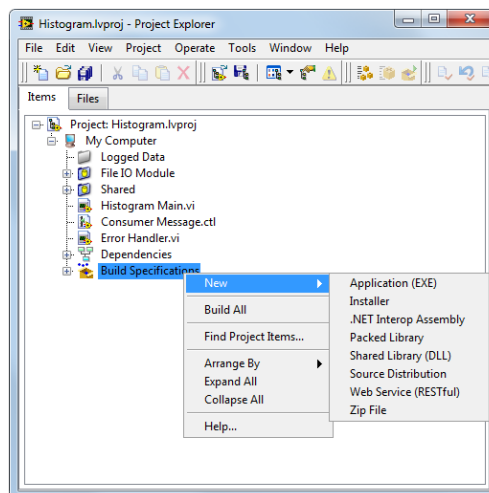 Histogram.lvproj - Project Explorer
File Edit View Project Operate Tools Window Help
Items Files
Project: Histogram.lvproj
My Computer
Logged Data
File IO Module
Shared
Histogram Main.vi
Consumer Message.ctl
Error Handler.vi
Dependencies
Build Specifications
New
Build All
Find Project Items...
Arrange By
Expand All
Collapse All
Help...
Application (EXE)
Installer
.NET Interop Assembly
Packed Library
Shared Library (DLL)
Source Distribution
Web Service (RESTful)
Zip File